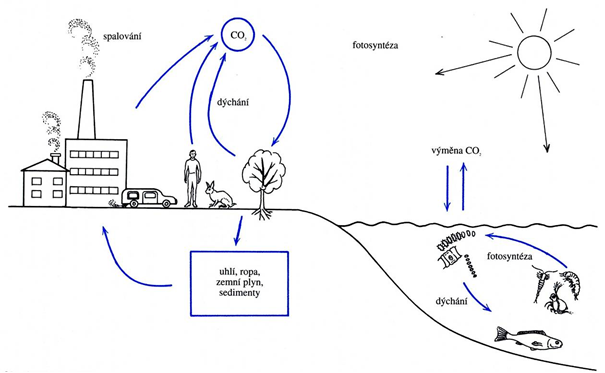 spalování
CO₂
fotosyntéza
dýchání
výměna CO₂
uhlí, ropa,
zemní plyn,
sedimenty
fotosyntéza
dýchání